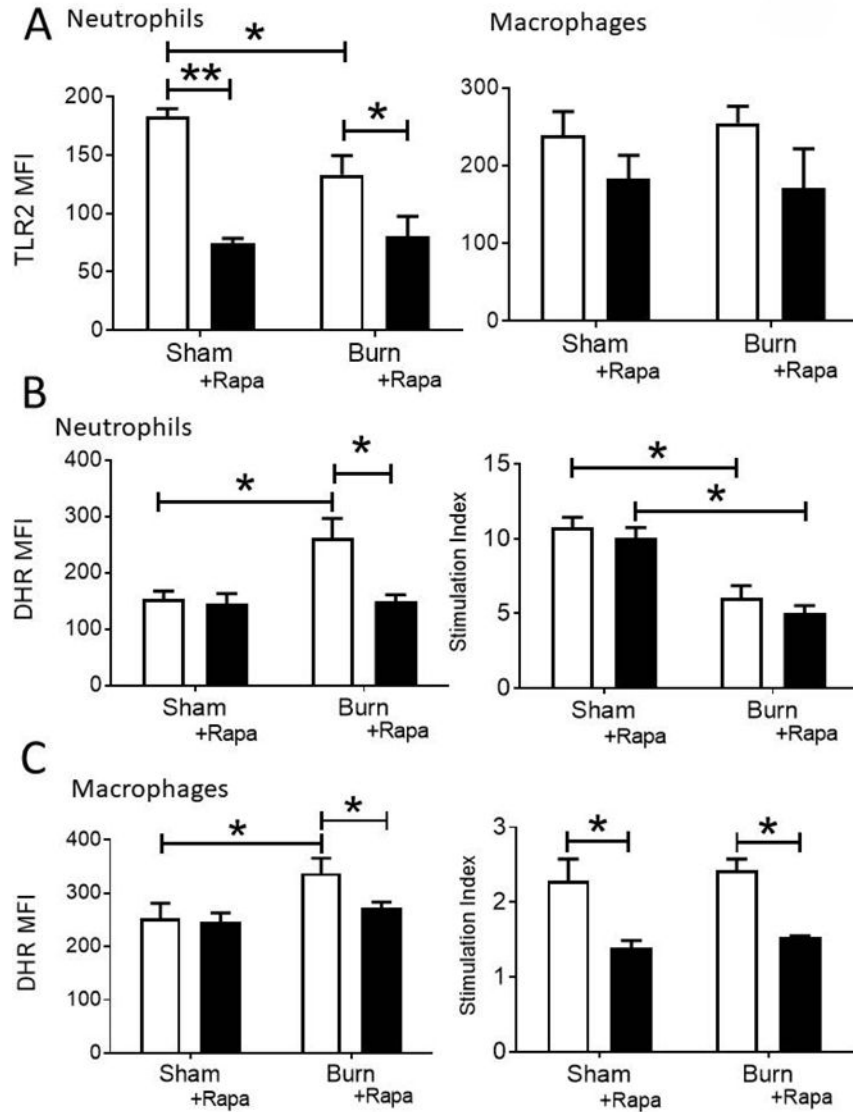 A
Neutrophils
Macrophages
*
**
*
TLR2 MFI
200
150
100
50
0
Sham
+Rapa
Burn
+Rapa
300
200
100
0
Sham
+Rapa
Burn
+Rapa
B
Neutrophils
*
*
DHR MFI
400
300
200
100
0
Sham
+Rapa
Burn
+Rapa
*
*
Stimulation Index
15
10
5
0
Sham
+Rapa
Burn
+Rapa
C
Macrophages
*
*
DHR MFI
400
300
200
100
0
Sham
+Rapa
Burn
+Rapa
*
*
Stimulation Index
3
2
1
0
Sham
+Rapa
Burn
+Rapa